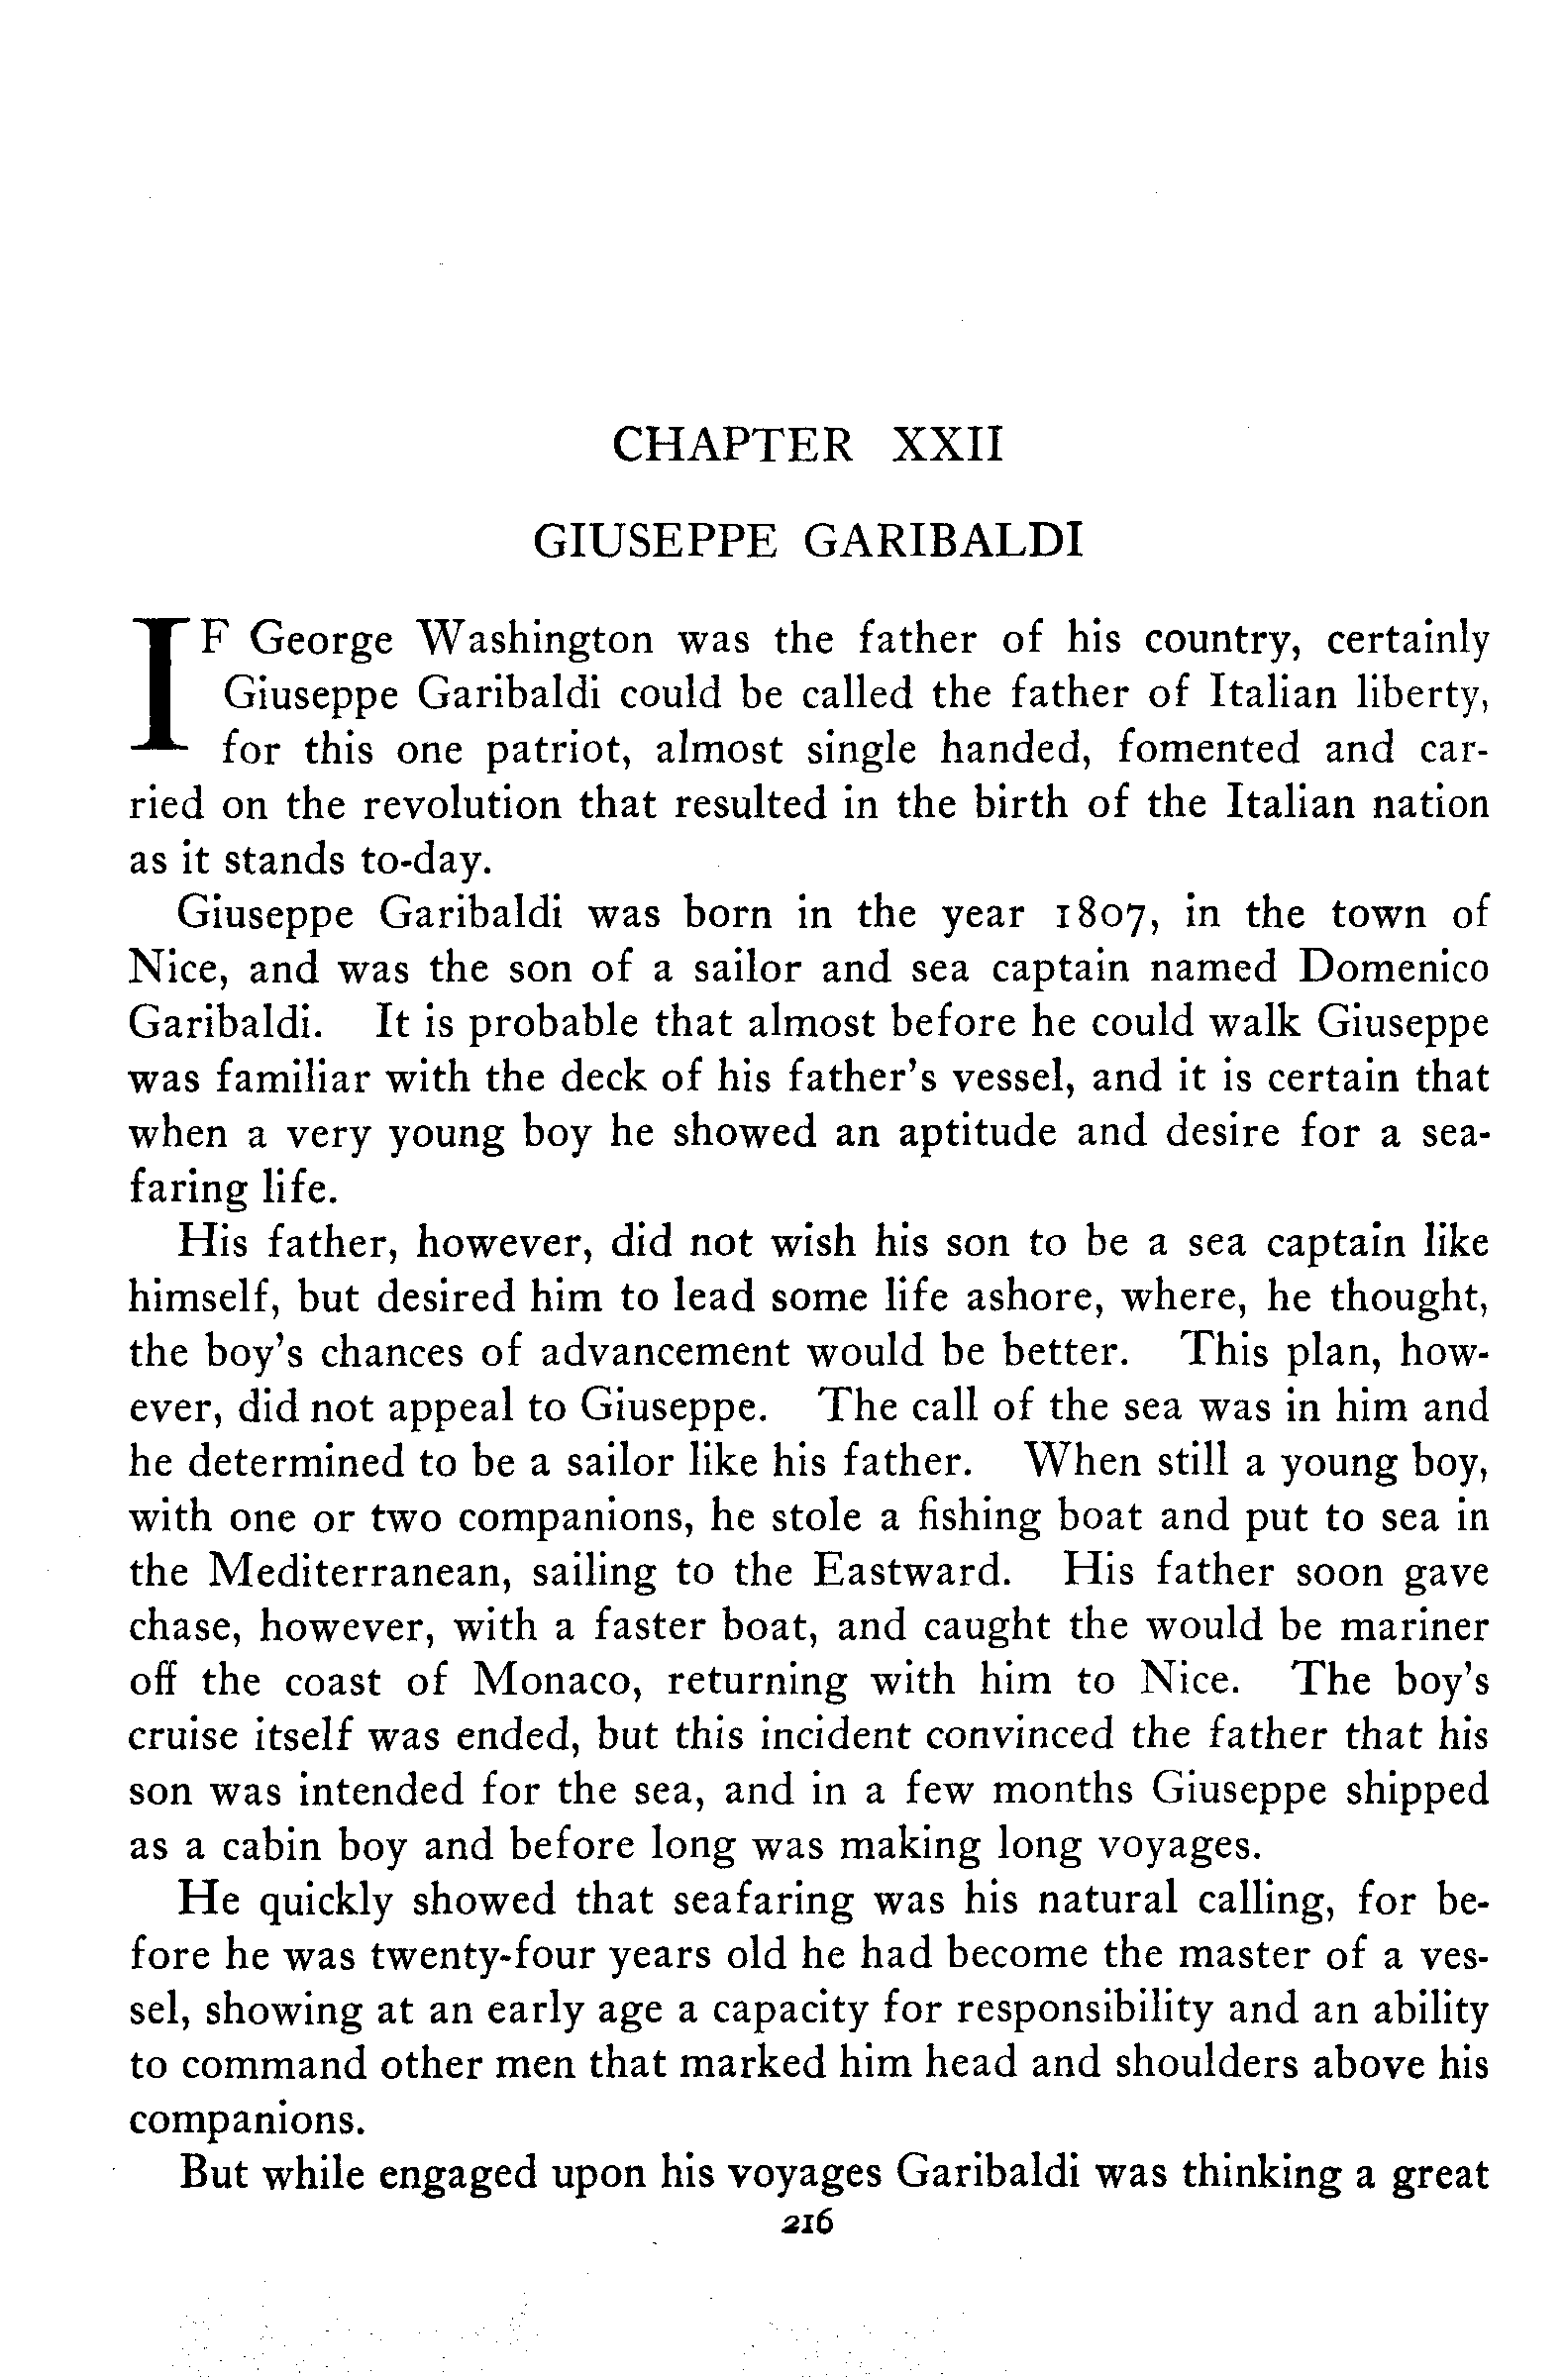 CHAPTER XXII
GIUSEPPE GARIBALDI
IF George Washington was the father of his country, certainly
Giuseppe Garibaldi could be called the father of Italian liberty,
for this one patriot, almost single handed, fomented and car-
ried on the revolution that resulted in the birth of the Italian nation
as it stands to-day.
Giuseppe Garibaldi was born in the year 1807, in the town of
Nice, and was the son of a sailor and sea captain named Domenico
Garibaldi. It is probable that almost before he could walk Giuseppe
was familiar with the deck of his father's vessel, and it is certain that
when a very young boy he showed an aptitude and desire for a sea-
faring life.
His father, however, did not wish his son to be a sea captain like
himself, but desired him to lead some life ashore, where, he thought,
the boy's chances of advancement would be better. This plan, how-
ever, did not appeal to Giuseppe. The call of the sea was in him and
he determined to be a sailor like his father. When still a young boy,
with one or two companions, he stole a fishing boat and put to sea in
the Mediterranean, sailing to the Eastward. His father soon gave
chase, however, with a faster boat, and caught the would be mariner
off the coast of Monaco, returning with him to Nice. The boy's
cruise itself was ended, but this incident convinced the father that his
son was intended for the sea, and in a few months Giuseppe shipped
as a cabin boy and before long was making long voyages.
He quickly showed that seafaring was his natural calling, for be-
fore he was twenty-four years old he had become the master of a ves-
sel, showing at an early age a capacity for responsibility and an ability
to command other men that marked him head and shoulders above his
companions.
But while engaged upon his voyages Garibaldi was thinking a great
216